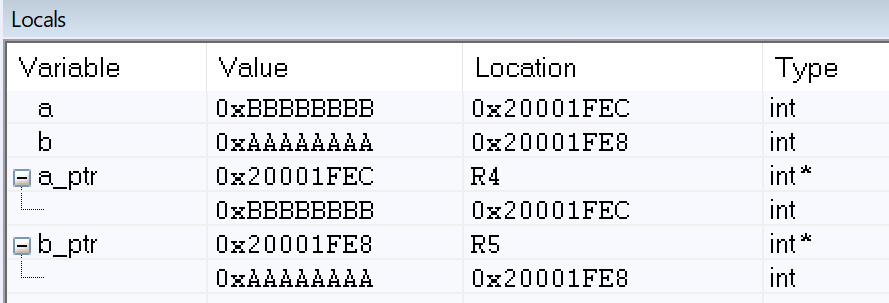 Locals
Variable Value Location Type
a 0xBBBBBBBB 0x20001FEC int
b 0xAAAAAAAA 0x20001FE8 int
a_ptr 0x20001FEC R4 int*
0xBBBBBBBB 0x20001FEC int
b_ptr 0x20001FE8 R5 int*
0xAAAAAAAA 0x20001FE8 int